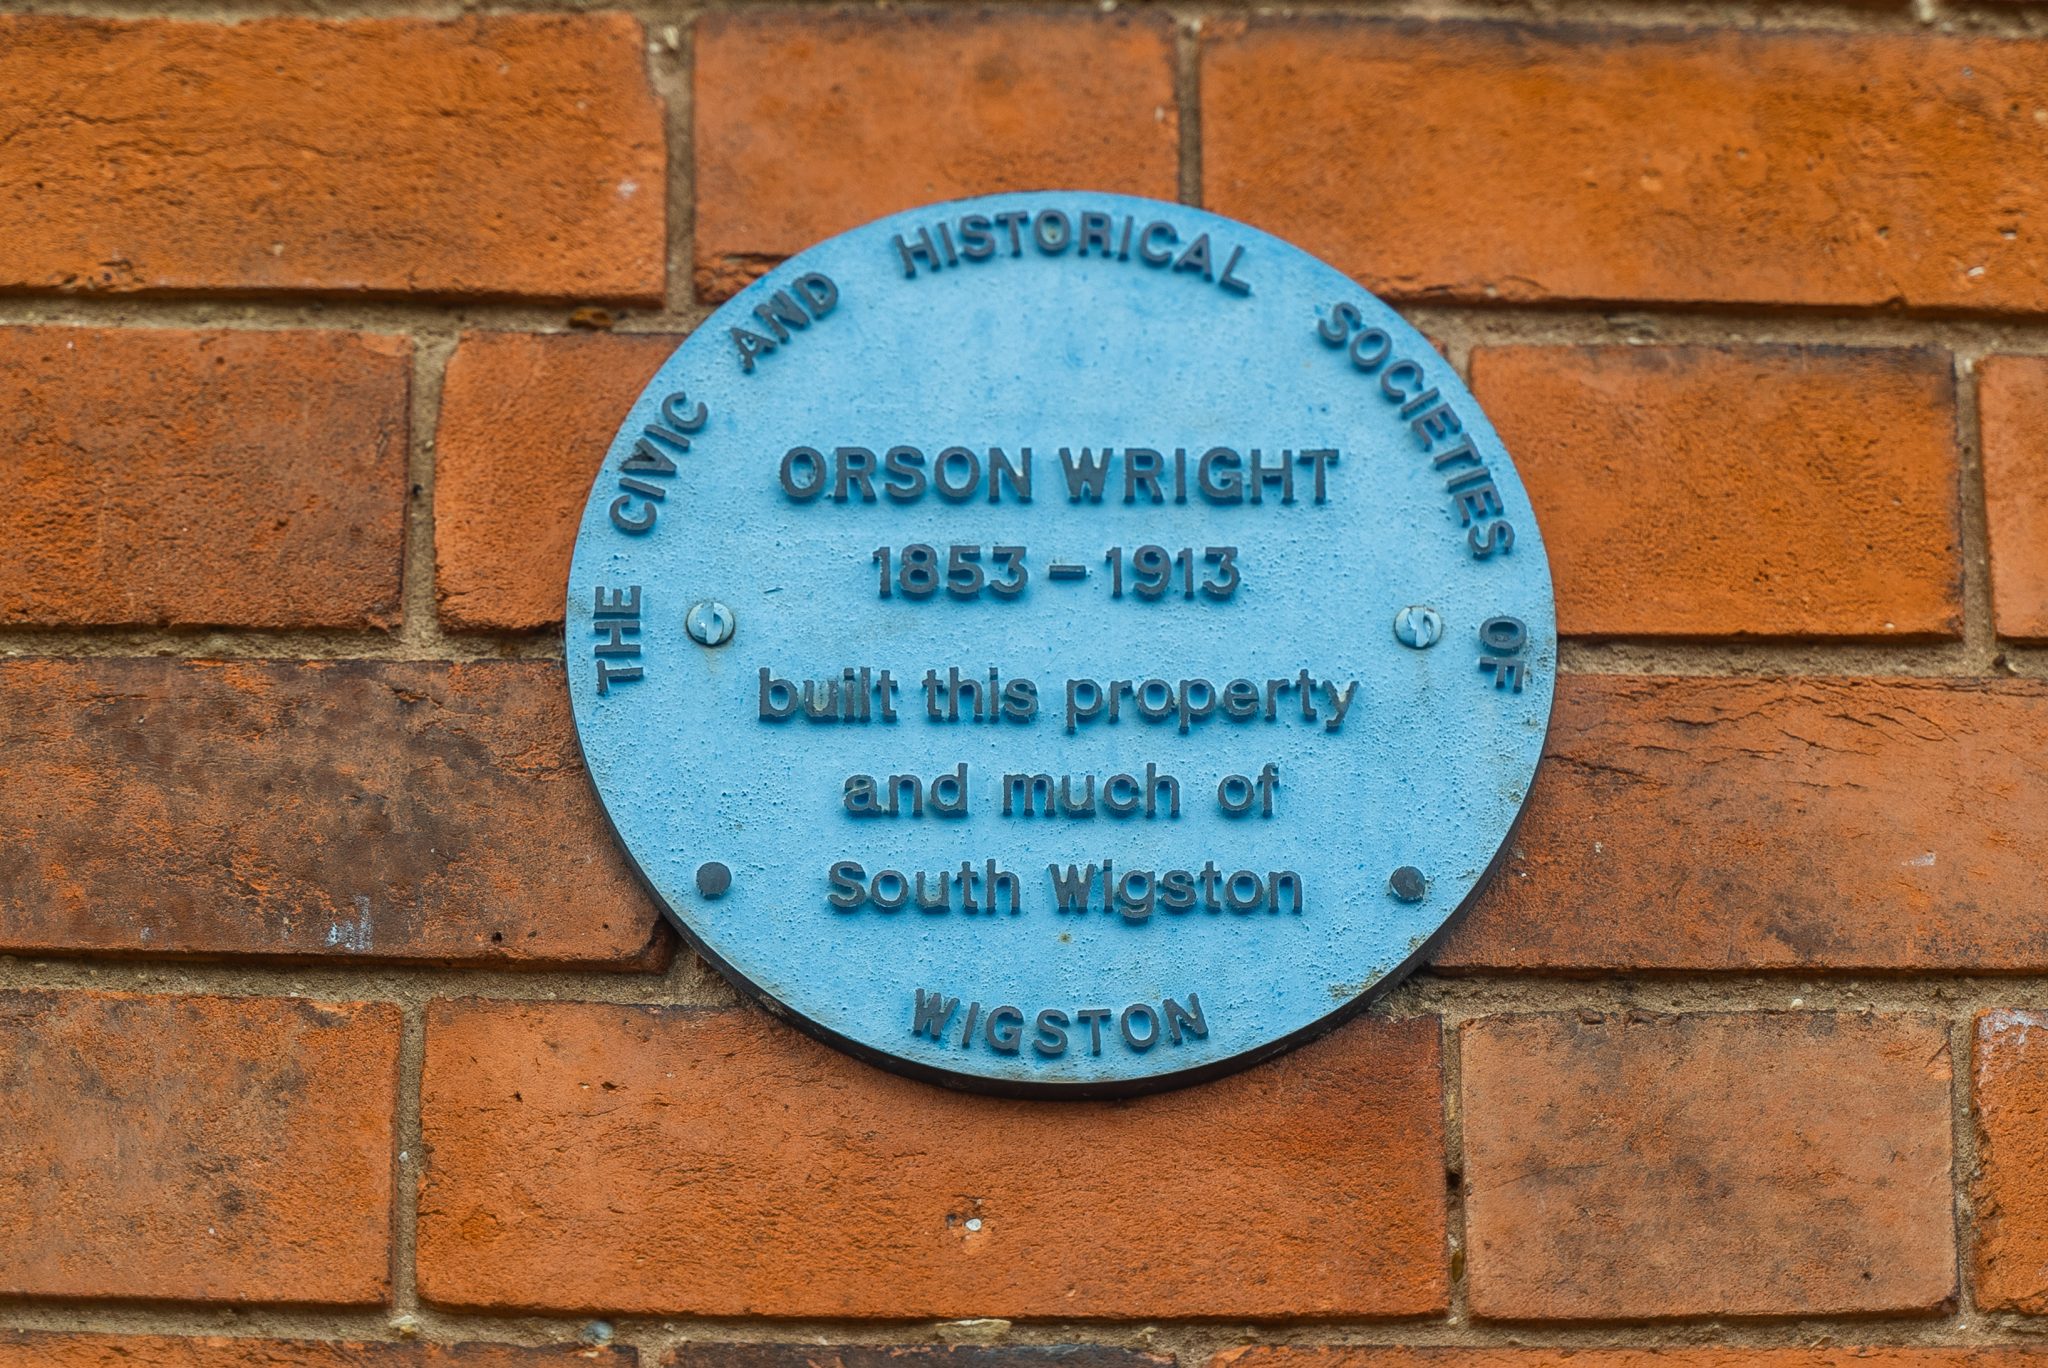 THE CIVIC AND HISTORICAL SOCIETIES OF
ORSON WRIGHT
1853 – 1913
built this property
and much of
South Wigston
WIGSTON